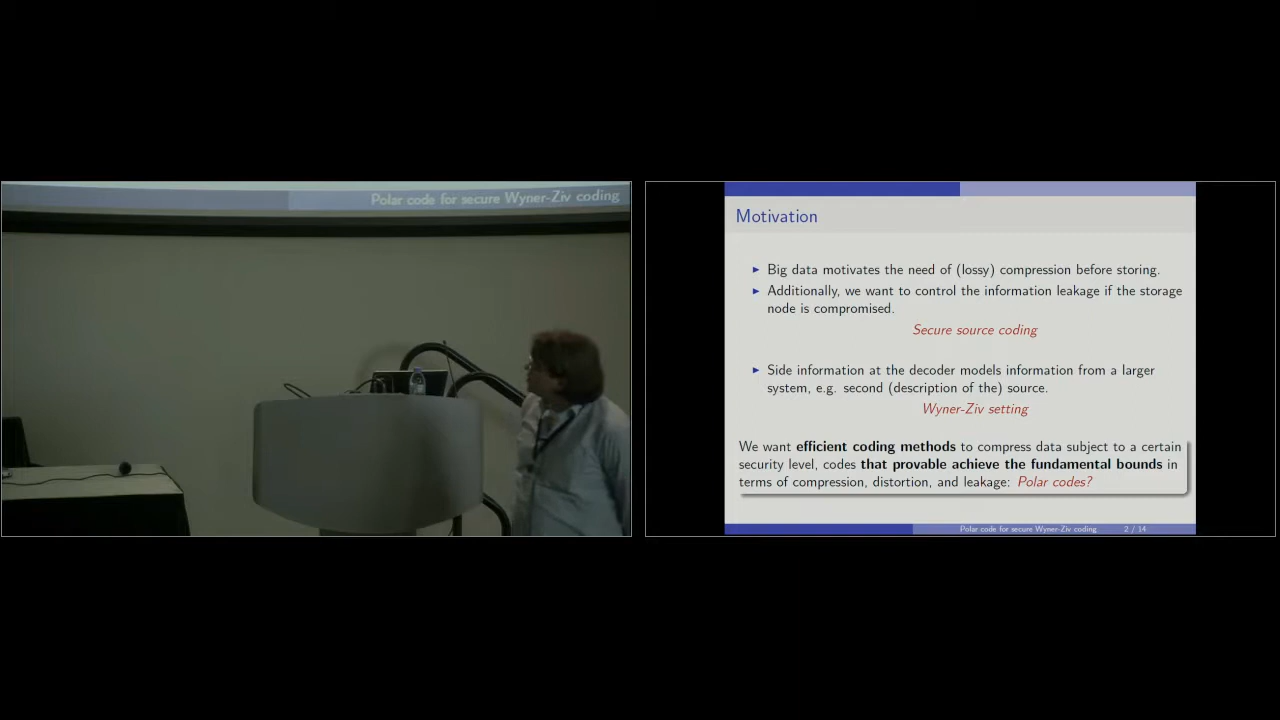 Polar code for secure Wyner-Ziv coding
Motivation
Big data motivates the need of (lossy) compression before storing.
Additionally, we want to control the information leakage if the storage
node is compromised.
Secure source coding
Side information at the decoder models information from a larger
system, e.g. second (description of the) source.
Wyner-Ziv setting
We want efficient coding methods to compress data subject to a certain
security level, codes that provable achieve the fundamental bounds in
terms of compression, distortion, and leakage: Polar codes?
Polar code for secure Wyner-Ziv coding 2 / 14